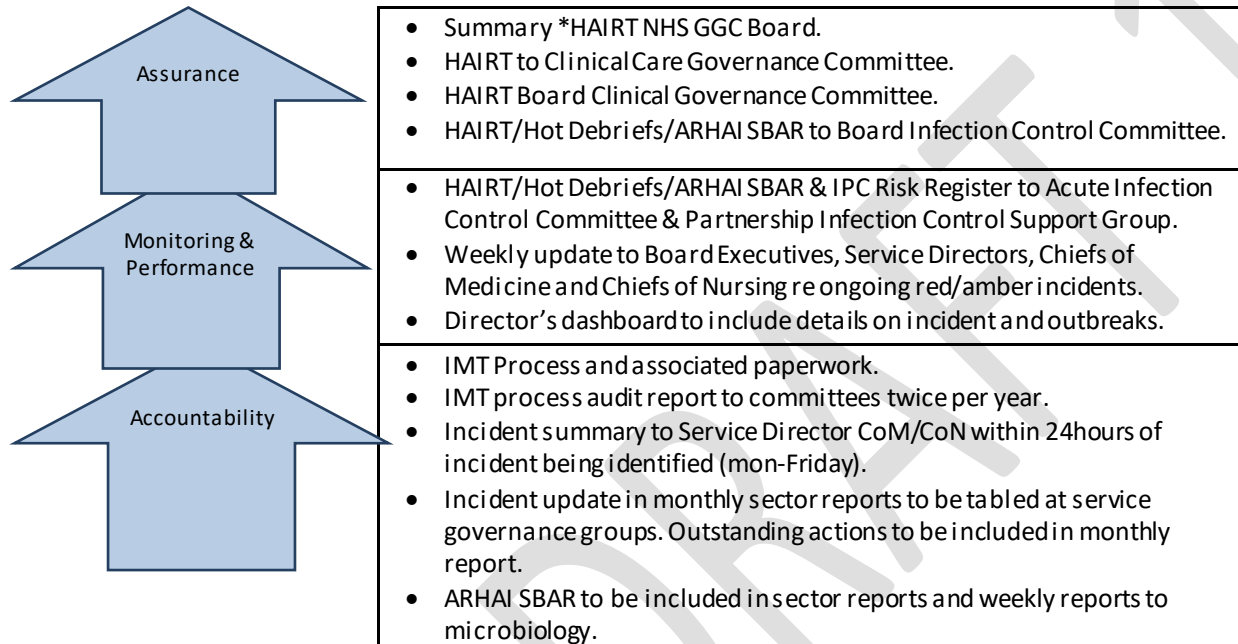 Assurance
• Summary *HAIRT NHS GGC Board.
• HAIRT to Clinical Care Governance Committee.
• HAIRT Board Clinical Governance Committee.
• HAIRT/Hot Debriefs/ARHAI SBAR to Board Infection Control Committee.
Monitoring &
Performance
• HAIRT/Hot Debriefs/ARHAI SBAR & IPC Risk Register to Acute Infection
Control Committee & Partnership Infection Control Support Group.
• Weekly update to Board Executives, Service Directors, Chiefs of
Medicine and Chiefs of Nursing re ongoing red/amber incidents.
• Director’s dashboard to include details on incident and outbreaks.
Accountability
• IMT Process and associated paperwork.
• IMT process audit report to committees twice per year.
• Incident summary to Service Director CoM/CoN within 24hours of
incident being identified (mon-Friday).
• Incident update in monthly sector reports to be tabled at service
governance groups. Outstanding actions to be included in monthly
report.
• ARHAI SBAR to be included in sector reports and weekly reports to
microbiology.
DRAFT 1